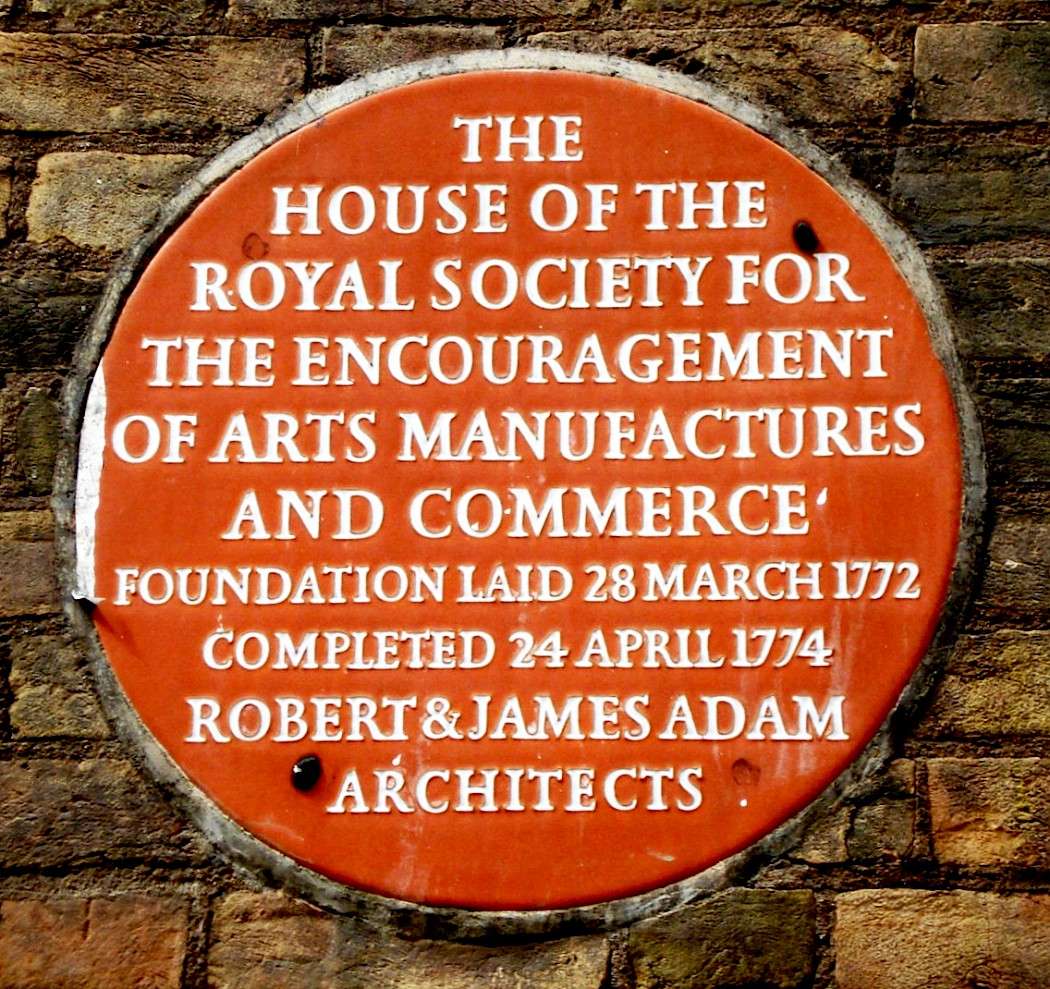 THE
HOUSE OF THE
ROYAL SOCIETY FOR
THE ENCOURAGEMENT
OF ARTS MANUFACTURES
AND COMMERCE
FOUNDATION LAID 28 MARCH 1772
COMPLETED 24 APRIL 1774
ROBERT & JAMES ADAM
ARCHITECTS